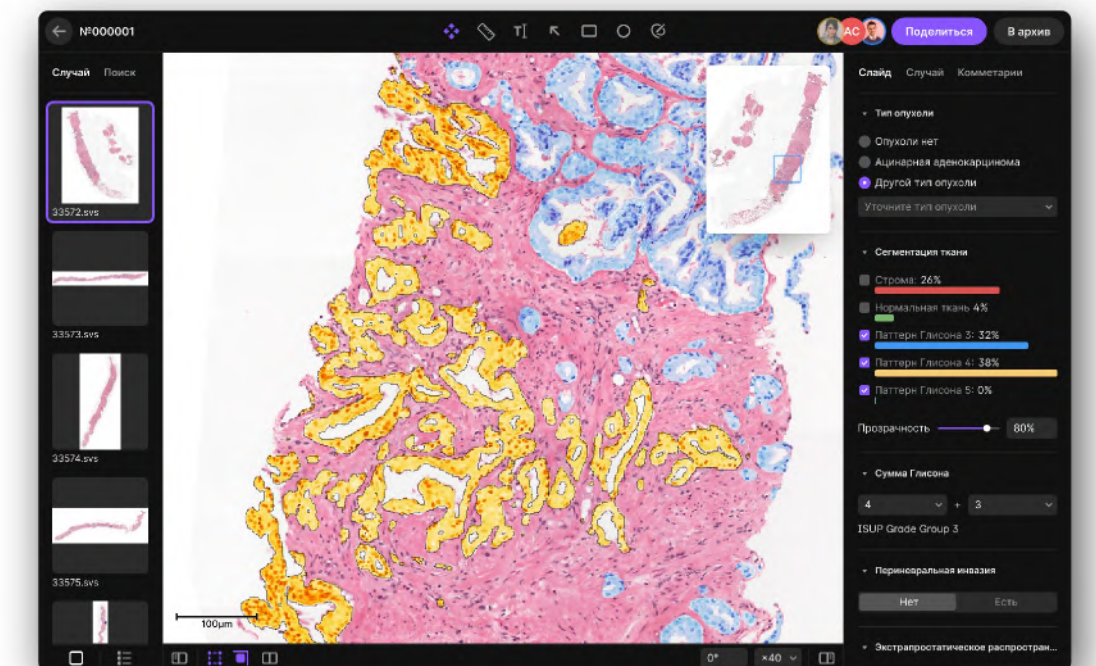 №000001
T
AC
Поделиться
В архив
Случай Поиск
33572.svs
33573.svs
33574.svs
33575.svs
100µm
0°
×40
Слайд Случай Комметарии
Тип опухоли
Опухоли нет
Ацинарная аденокарцинома
Другой тип опухоли
Уточните тип опухоли
Сегментация ткани
Строма: 26%
Нормальная ткань 4%
Паттерн Глисона 3: 32%
Паттерн Глисона 4: 38%
Паттерн Глисона 5: 0%
Прозрачность 80%
Сумма Глисона
4 + 3
ISUP Grade Group 3
Периневральная инвазия
Нет Есть
Экстрапростатическое распростран...